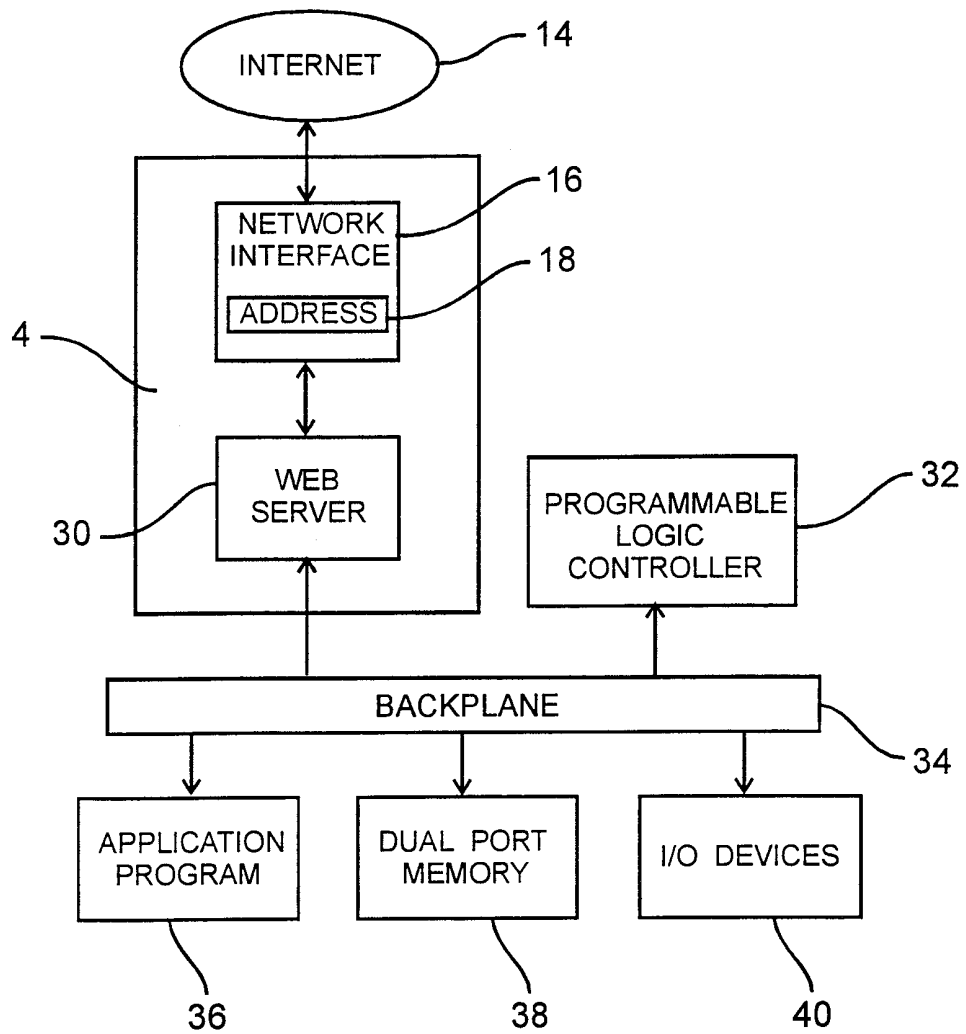 INTERNET
14
NETWORK
INTERFACE
16
ADDRESS
18
4
WEB
SERVER
30
PROGRAMMABLE
LOGIC
CONTROLLER
32
BACKPLANE
34
APPLICATION
PROGRAM
DUAL PORT
MEMORY
I/O DEVICES
36
38
40